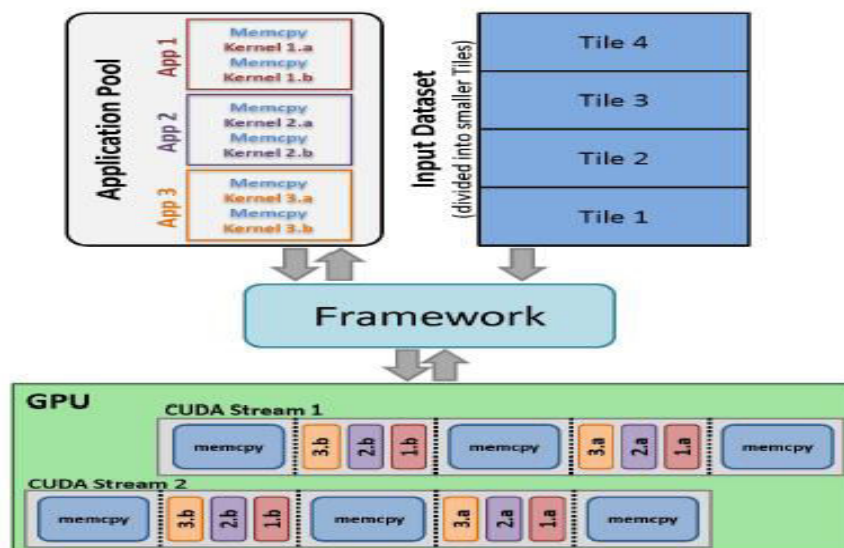 Application Pool
App 1
Memcpy
Kernel 1.a
Memcpy
Kernel 1.b
App 2
Memcpy
Kernel 2.a
Memcpy
Kernel 2.b
App 3
Memcpy
Kernel 3.a
Memcpy
Kernel 3.b
Input Dataset
(divided into smaller Tiles)
Tile 4
Tile 3
Tile 2
Tile 1
Framework
GPU
CUDA Stream 1
memcpy 3.b 2.b 1.b memcpy 3.a 2.a 1.a memcpy
CUDA Stream 2
memcpy 3.b 2.b 1.b memcpy 3.a 2.a 1.a memcpy